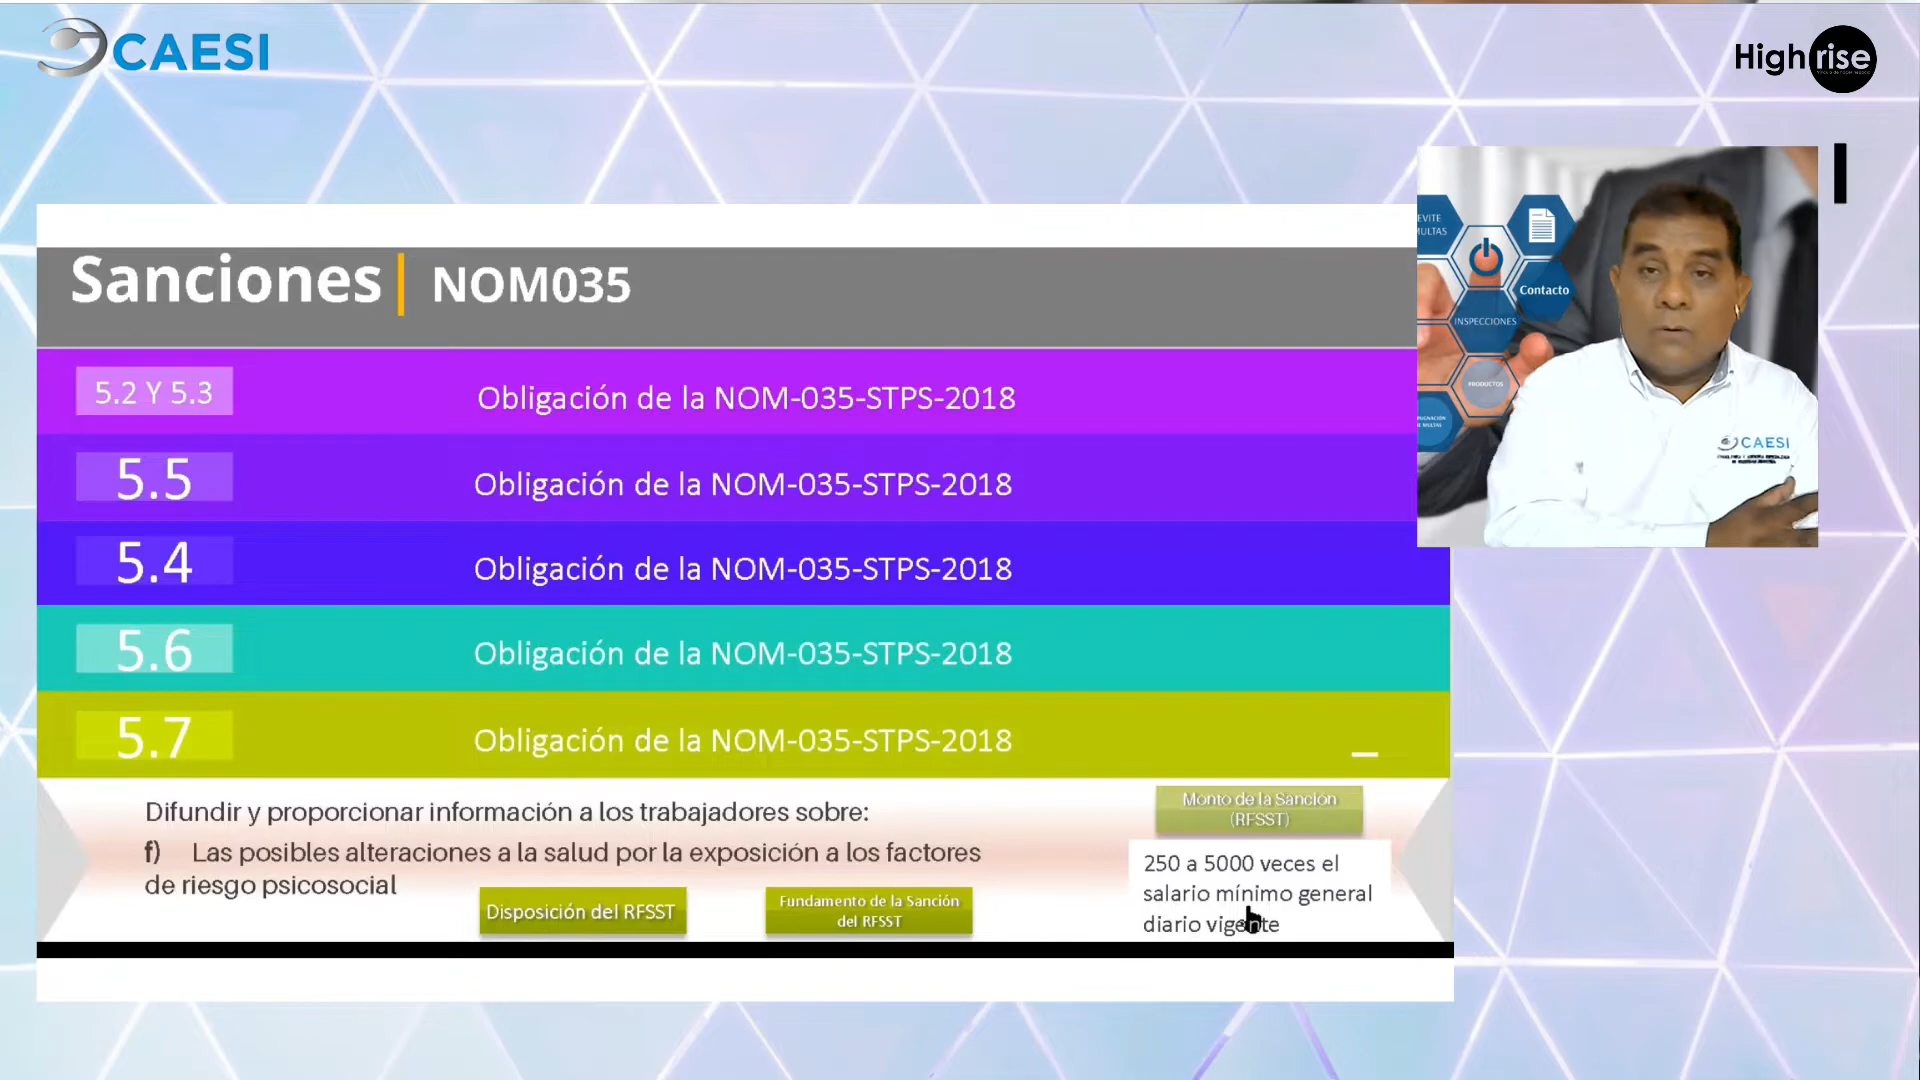 CAESI
High rise
Sanciones NOM035
5.2 Y 5.3 Obligación de la NOM-035-STPS-2018
5.5 Obligación de la NOM-035-STPS-2018
5.4 Obligación de la NOM-035-STPS-2018
5.6 Obligación de la NOM-035-STPS-2018
5.7 Obligación de la NOM-035-STPS-2018
Difundir y proporcionar información a los trabajadores sobre:
f) Las posibles alteraciones a la salud por la exposición a los factores
de riesgo psicosocial
Disposición del RFSST
Fundamento de la Sanción
del RFSST
Monto de la Sanción
(RFSST)
250 a 5000 veces el
salario mínimo general
diario vigente
EVITE
MULTAS
Contacto
INSPECCIONES
PRODUCTOS
DE MULTAS
CAESI